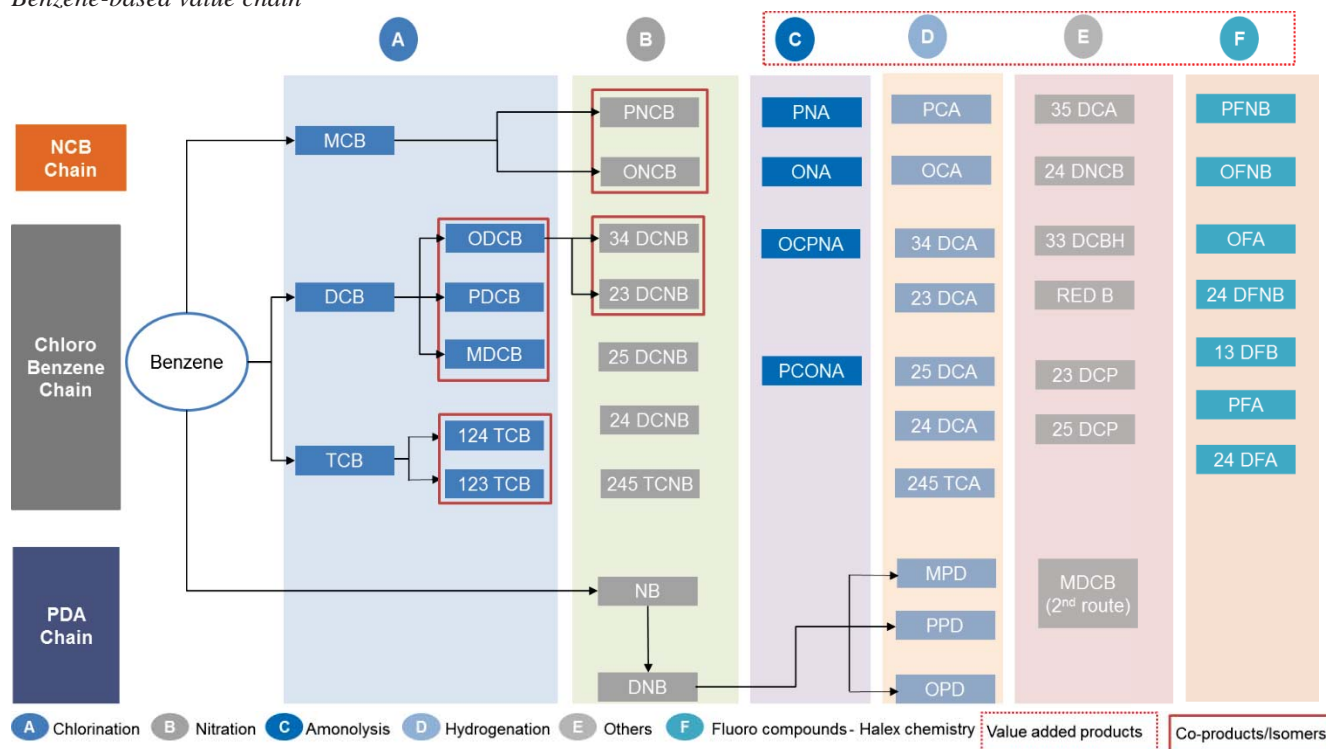 Benzene-based value chain
A
B
C
D
E
F
NCB
Chain
MCB
PNCB
ONCB
PNA
ONA
PCA
OCA
35 DCA
24 DNCB
PFNB
OFNB
Chloro
Benzene
Chain
Benzene
DCB
TCB
ODCB
PDCB
MDCB
124 TCB
123 TCB
34 DCNB
23 DCNB
25 DCNB
24 DCNB
245 TCNB
OCPNA
PCONA
34 DCA
23 DCA
25 DCA
24 DCA
245 TCA
33 DCBH
RED B
23 DCP
25 DCP
OFA
24 DFNB
13 DFB
PFA
24 DFA
PDA
Chain
NB
DNB
MPD
PPD
OPD
MDCB
(2nd route)
A Chlorination
B Nitration
C Amonolysis
D Hydrogenation
E Others
F Fluoro compounds - Halex chemistry
Value added products
Co-products/Isomers